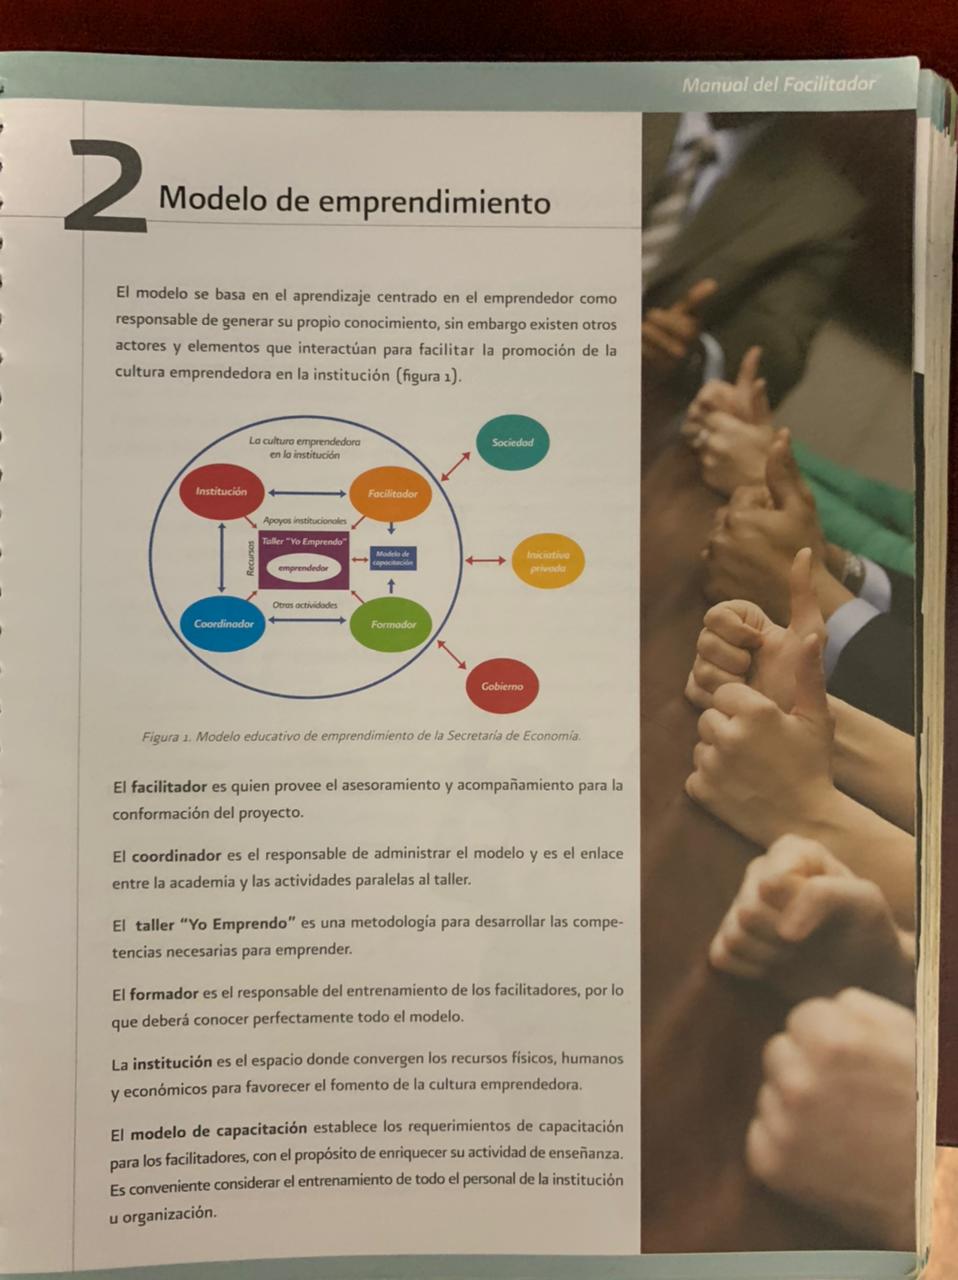 Manual del Facilitador
2 Modelo de emprendimiento
El modelo se basa en el aprendizaje centrado en el emprendedor como
responsable de generar su propio conocimiento, sin embargo existen otros
actores y elementos que interactúan para facilitar la promoción de la
cultura emprendedora en la institución (figura 1).
La cultura emprendedora
en la institución
Sociedad
Institución
Facilitador
Apoyos institucionales
Recursos
Taller "Yo Emprendo"
emprendedor
Modelo de
capacitación
Iniciativa
privada
Otras actividades
Coordinador
Formador
Gobierno
Figura 1. Modelo educativo de emprendimiento de la Secretaría de Economía.
El facilitador es quien provee el asesoramiento y acompañamiento para la
conformación del proyecto.
El coordinador es el responsable de administrar el modelo y es el enlace
entre la academia y las actividades paralelas al taller.
El taller “Yo Emprendo” es una metodología para desarrollar las compe-
tencias necesarias para emprender.
El formador es el responsable del entrenamiento de los facilitadores, por lo
que deberá conocer perfectamente todo el modelo.
La institución es el espacio donde convergen los recursos físicos, humanos
y económicos para favorecer el fomento de la cultura emprendedora.
El modelo de capacitación establece los requerimientos de capacitación
para los facilitadores, con el propósito de enriquecer su actividad de enseñanza.
Es conveniente considerar el entrenamiento de todo el personal de la institución
u organización.